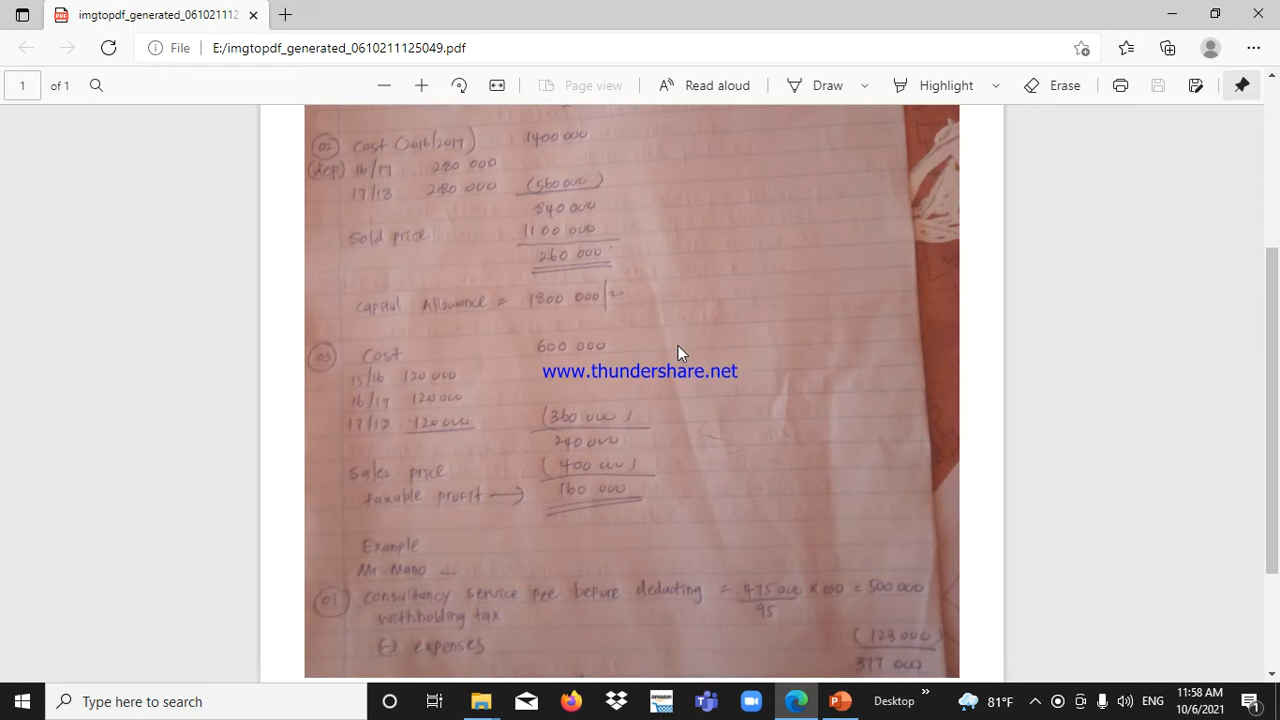 imgtopdf_generated_0610211125049.pdf
File E:/imgtopdf_generated_0610211125049.pdf
1 of 1 Page view Read aloud Draw Highlight Erase
02 Cost (2016/2017) 1400 000
(dep) 16/17 280 000
17/18 280 000 (560 000)
840 000
sold price 1100 000
260 000
capital Allowance = 1800 000
03 Cost 600 000
www.thundershare.net
15/16 120 000
16/17 120 000
17/18 120 000 (360 000)
240 000
sales price (400 000)
taxable profit → 160 000
Example
Mr Mano
01 consultancy service fee before deducting = 475 000 × 100 = 500 000
95
withholding tax
(-) expenses (123 000)
377 000
Type here to search
Desktop » 81°F ENG 11:58 AM 10/6/2021 1